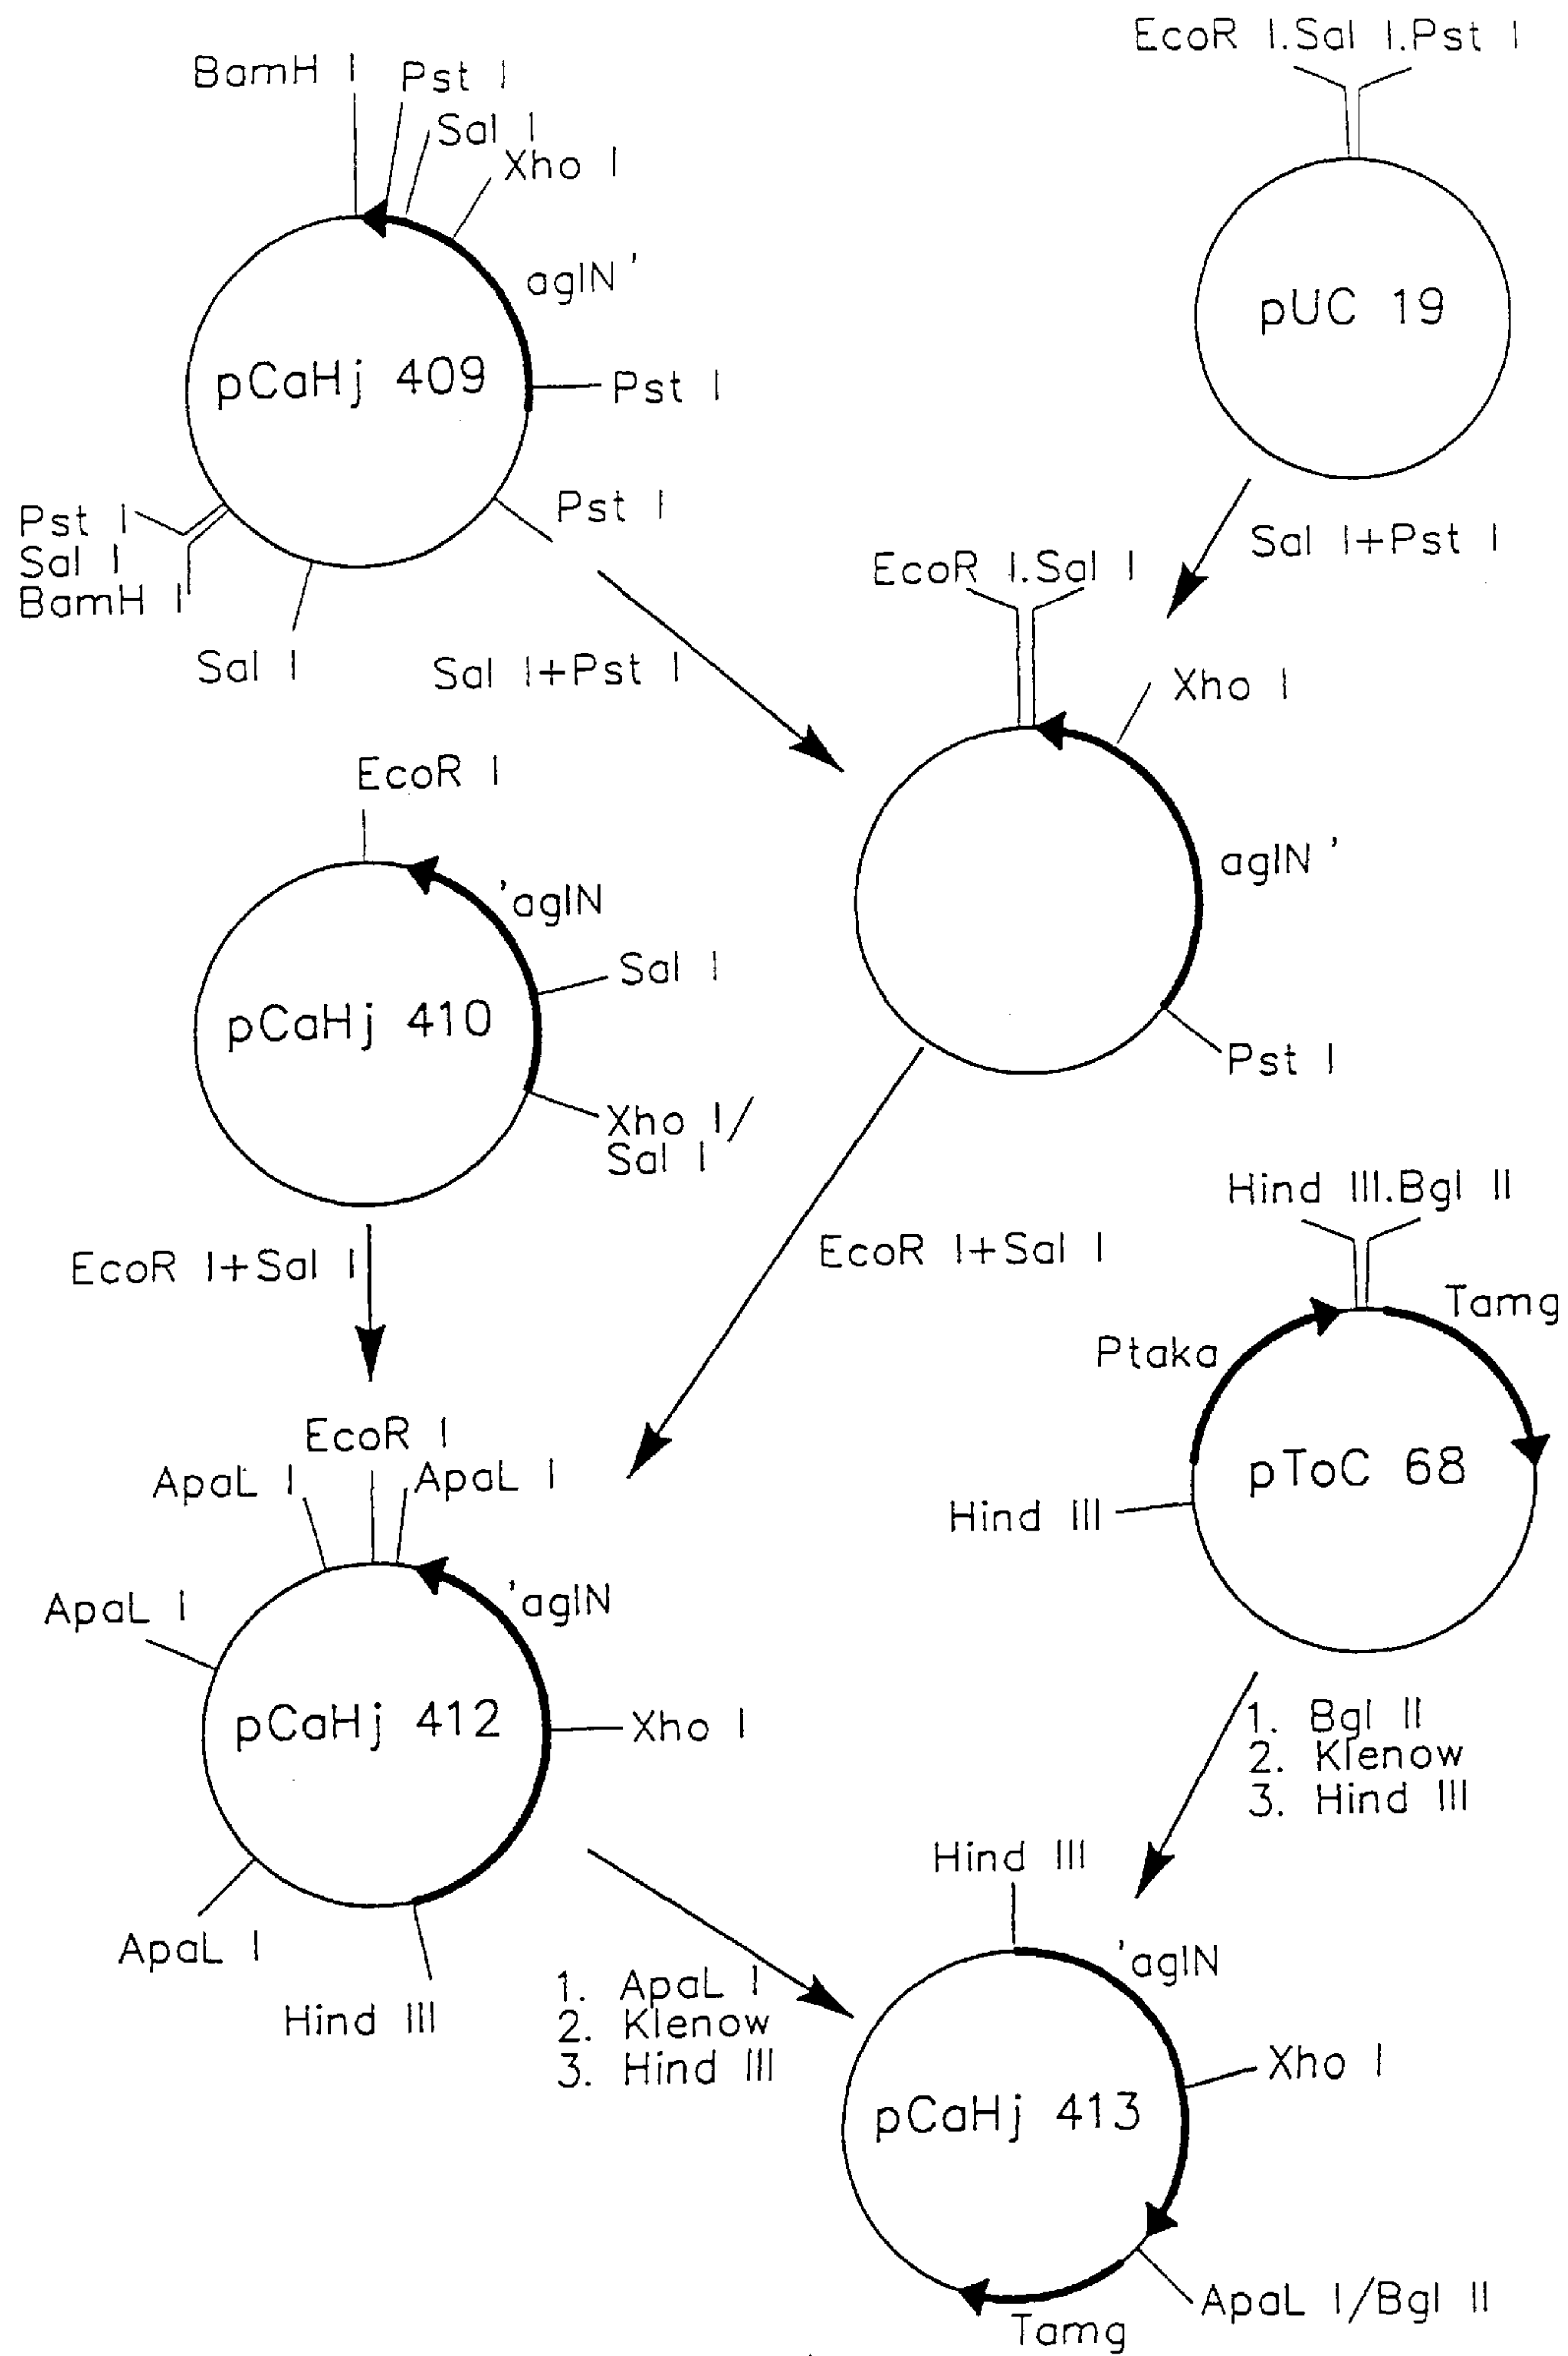 EcoR I.Sal I.Pst I
BamH I
Pst I
Sal I
Xho I
aglN'
pCaHj 409
Pst I
Pst I
Pst I
Sal I
BamH I
Sal I
Sal I+Pst I
pUC 19
Sal I+Pst I
EcoR I.Sal I
Xho I
aglN'
Pst I
EcoR I
'aglN
Sal I
pCaHj 410
Xho I/
Sal I
EcoR I+Sal I
EcoR I+Sal I
Hind III.Bgl II
Tamg
Ptaka
pToC 68
Hind III
1. Bgl II
2. Klenow
3. Hind III
EcoR I
ApaL I
ApaL I
'aglN
ApaL I
pCaHj 412
Xho I
ApaL I
Hind III
1. ApaL I
2. Klenow
3. Hind III
Hind III
'aglN
Xho I
pCaHj 413
ApaL I/Bgl II
Tamg